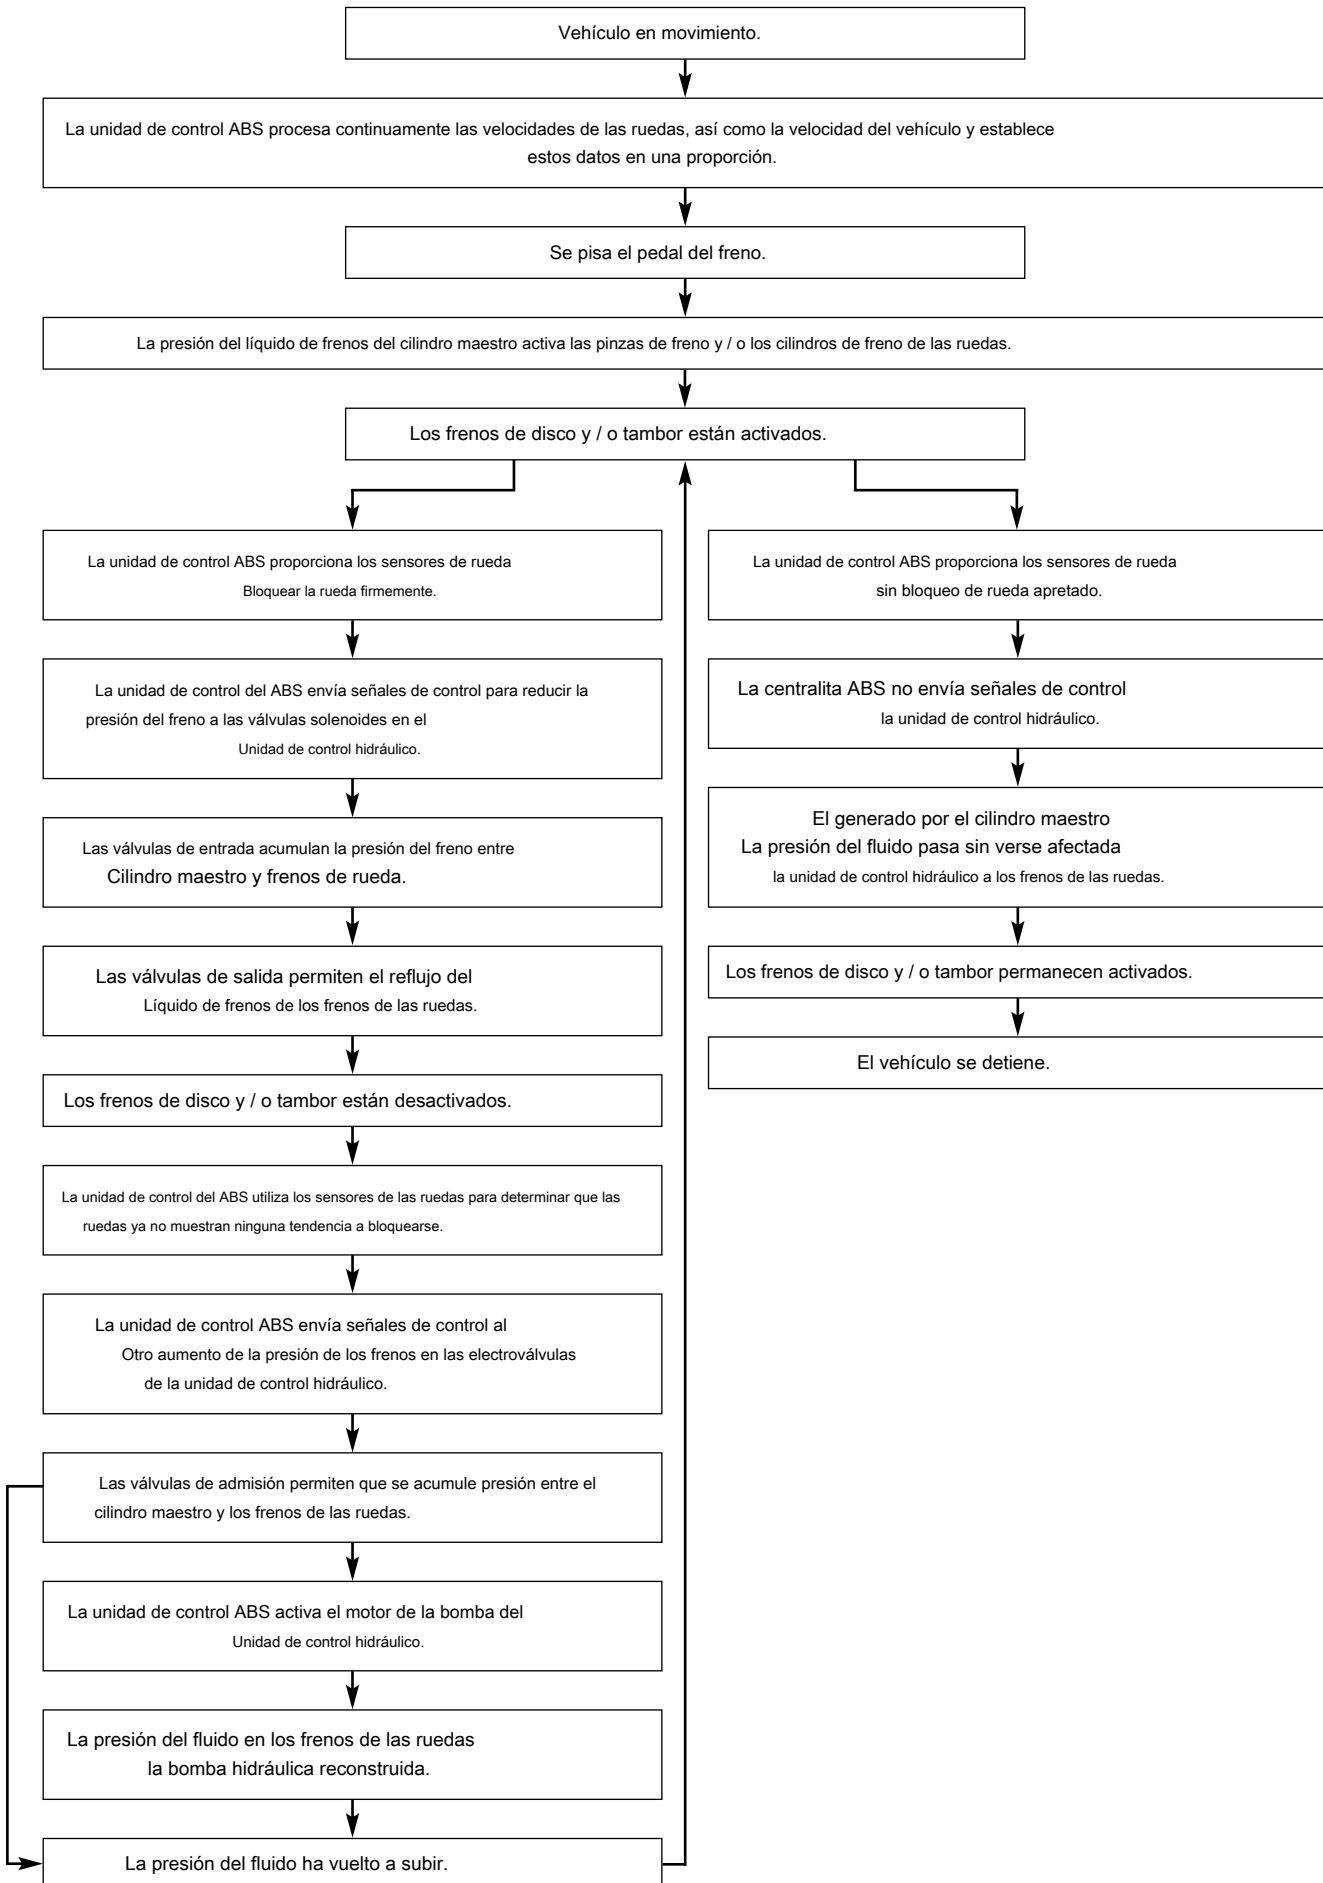 Vehículo en movimiento.
La unidad de control ABS procesa continuamente las velocidades de las ruedas, así como la velocidad del vehículo y establece
estos datos en una proporción.
Se pisa el pedal del freno.
La presión del líquido de frenos del cilindro maestro activa las pinzas de freno y / o los cilindros de freno de las ruedas.
Los frenos de disco y / o tambor están activados.
La unidad de control ABS proporciona los sensores de rueda
Bloquear la rueda firmemente.
La unidad de control del ABS envía señales de control para reducir la
presión del freno a las válvulas solenoides en el
Unidad de control hidráulico.
Las válvulas de entrada acumulan la presión del freno entre
Cilindro maestro y frenos de rueda.
Las válvulas de salida permiten el reflujo del
Líquido de frenos de los frenos de las ruedas.
Los frenos de disco y / o tambor están desactivados.
La unidad de control del ABS utiliza los sensores de las ruedas para determinar que las
ruedas ya no muestran ninguna tendencia a bloquearse.
La unidad de control ABS envía señales de control al
Otro aumento de la presión de los frenos en las electroválvulas
de la unidad de control hidráulico.
Las válvulas de admisión permiten que se acumule presión entre el
cilindro maestro y los frenos de las ruedas.
La unidad de control ABS activa el motor de la bomba del
Unidad de control hidráulico.
La presión del fluido en los frenos de las ruedas
la bomba hidráulica reconstruida.
La presión del fluido ha vuelto a subir.
La unidad de control ABS proporciona los sensores de rueda
sin bloqueo de rueda apretado.
La centralita ABS no envía señales de control
la unidad de control hidráulico.
El generado por el cilindro maestro
La presión del fluido pasa sin verse afectada
la unidad de control hidráulico a los frenos de las ruedas.
Los frenos de disco y / o tambor permanecen activados.
El vehículo se detiene.